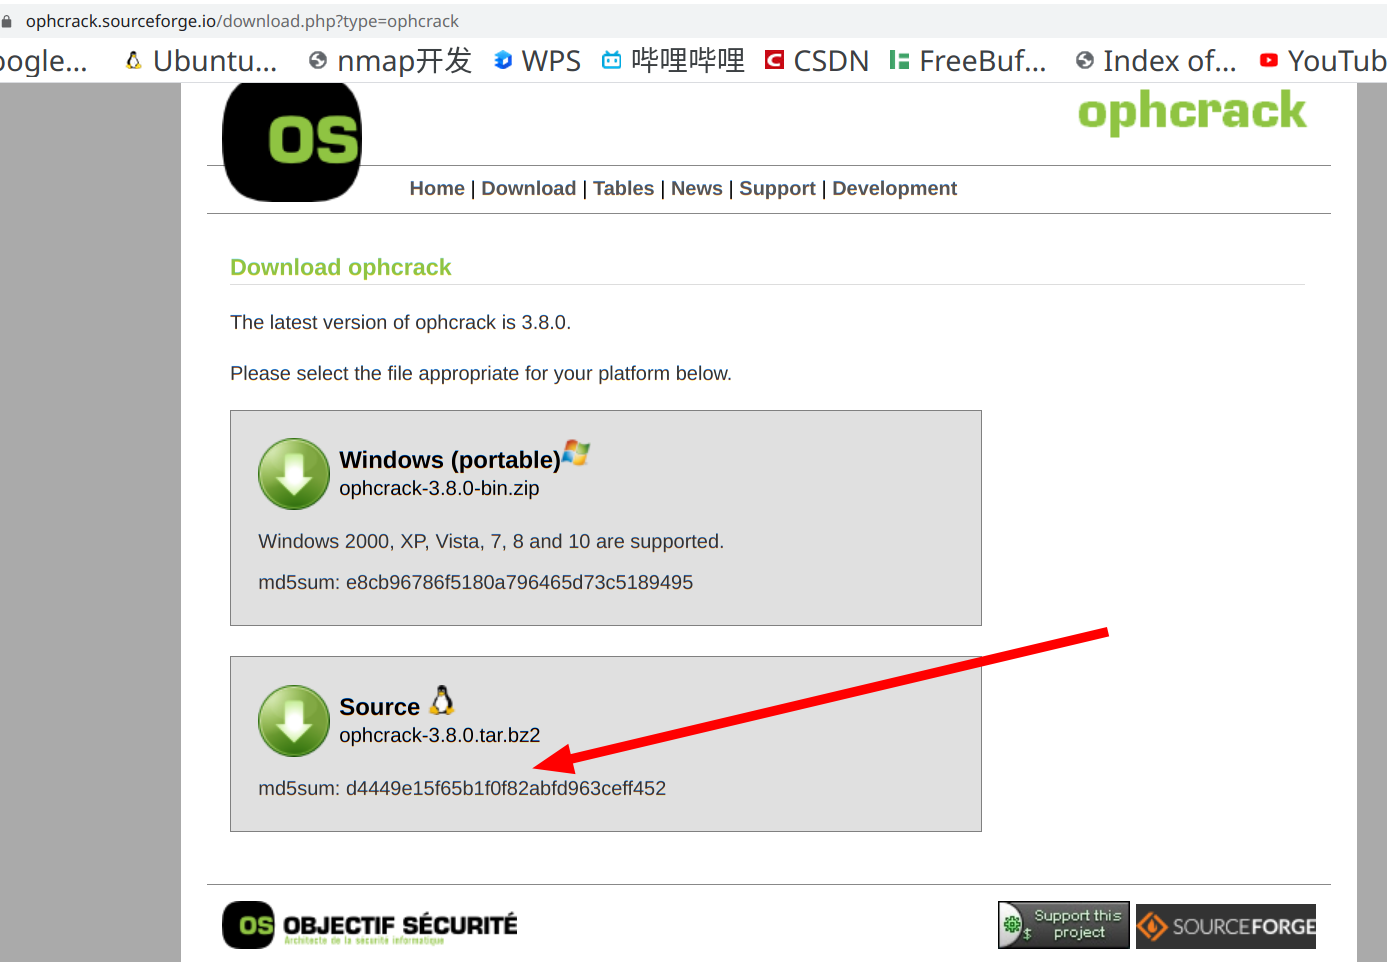 ophcrack.sourceforge.io/download.php?type=ophcrack
oogle... Ubuntu... nmap开发 WPS 哔哩哔哩 CSDN FreeBuf... Index of... YouTub
OS
ophcrack
Home | Download | Tables | News | Support | Development
Download ophcrack
The latest version of ophcrack is 3.8.0.
Please select the file appropriate for your platform below.
Windows (portable)
ophcrack-3.8.0-bin.zip
Windows 2000, XP, Vista, 7, 8 and 10 are supported.
md5sum: e8cb96786f5180a796465d73c5189495
Source
ophcrack-3.8.0.tar.bz2
md5sum: d4449e15f65b1f0f82abfd963ceff452
OS OBJECTIF SÉCURITÉ
Architecte de la sécurité informatique
Support this
$ project
SOURCEFORGE